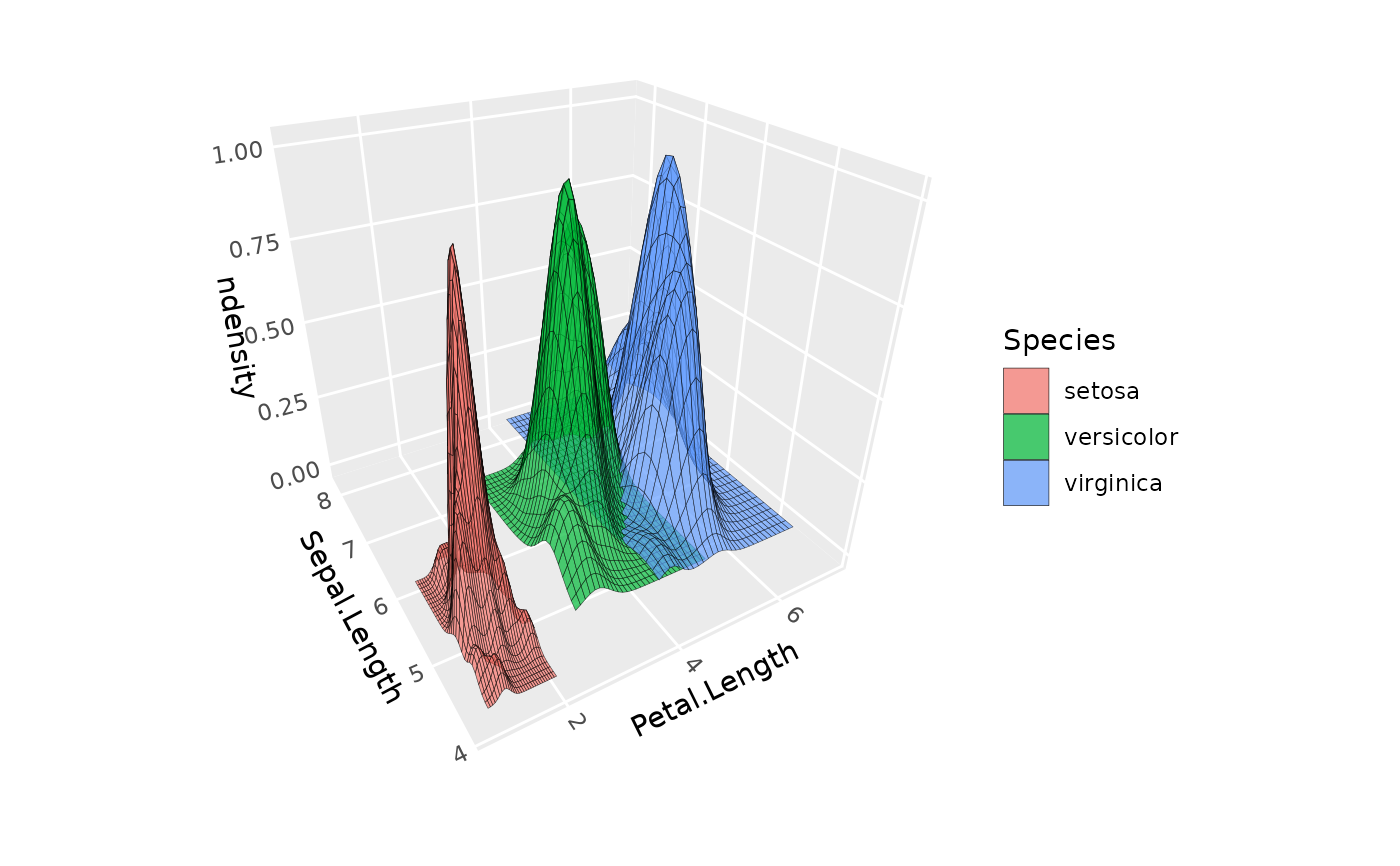 1.00
0.75
0.50
0.25
0.00
ndensity
8
7
6
5
4
Sepal.Length
2
4
6
Petal.Length
Species
setosa
versicolor
virginica